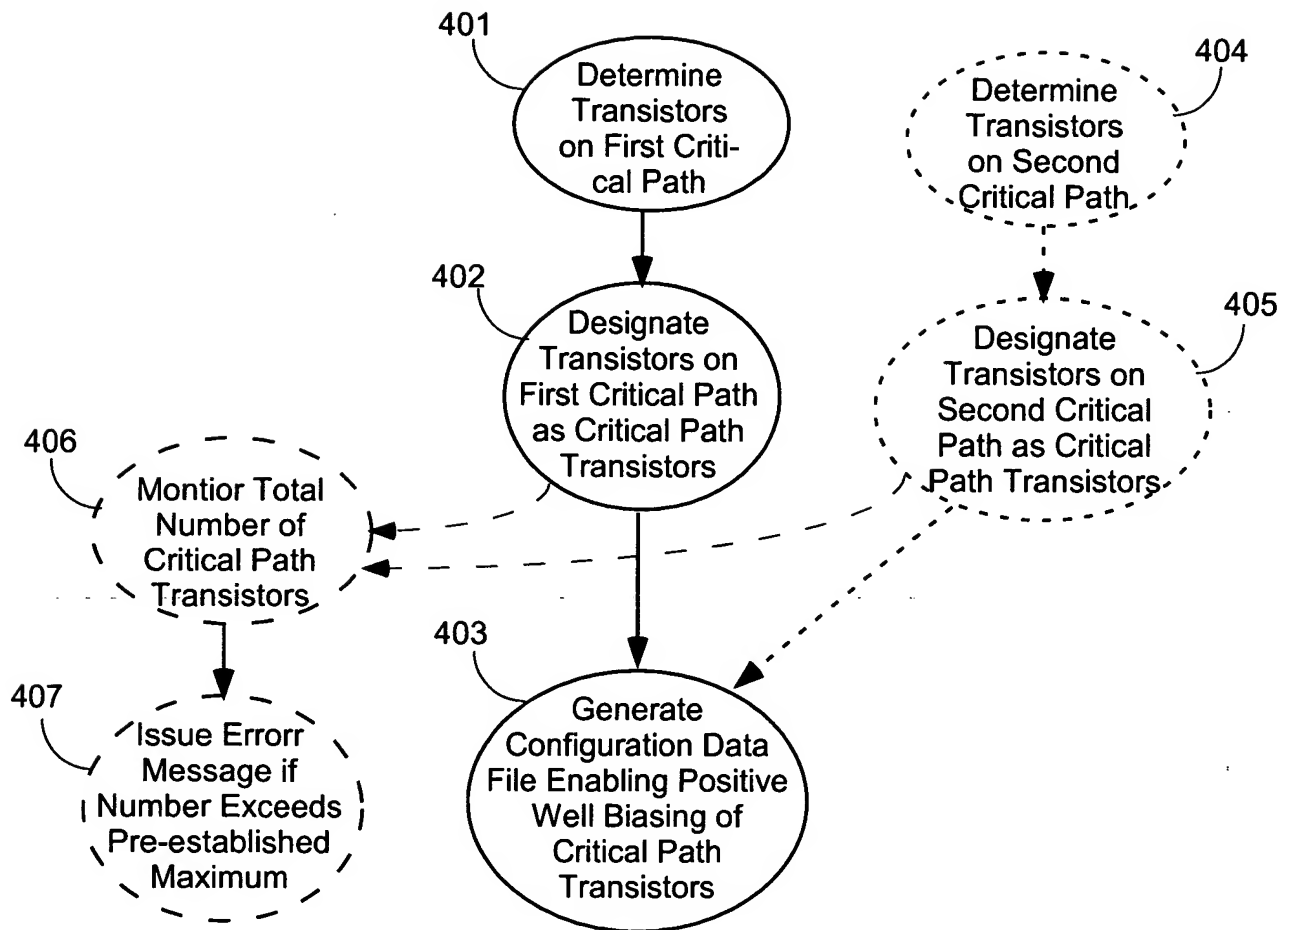 401
Determine
Transistors
on First Criti-
cal Path
404
Determine
Transistors
on Second
Critical Path
402
Designate
Transistors on
First Critical Path
as Critical Path
Transistors
405
Designate
Transistors on
Second Critical
Path as Critical
Path Transistors
406
Montior Total
Number of
Critical Path
Transistors
403
Generate
Configuration Data
File Enabling Positive
Well Biasing of
Critical Path
Transistors
407
Issue Errorr
Message if
Number Exceeds
Pre-established
Maximum